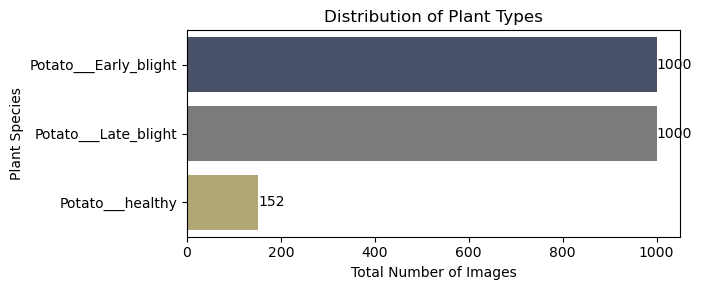 Distribution of Plant Types
Plant Species
Potato___Early_blight
1000
Potato___Late_blight
1000
Potato___healthy
152
0 200 400 600 800 1000
Total Number of Images